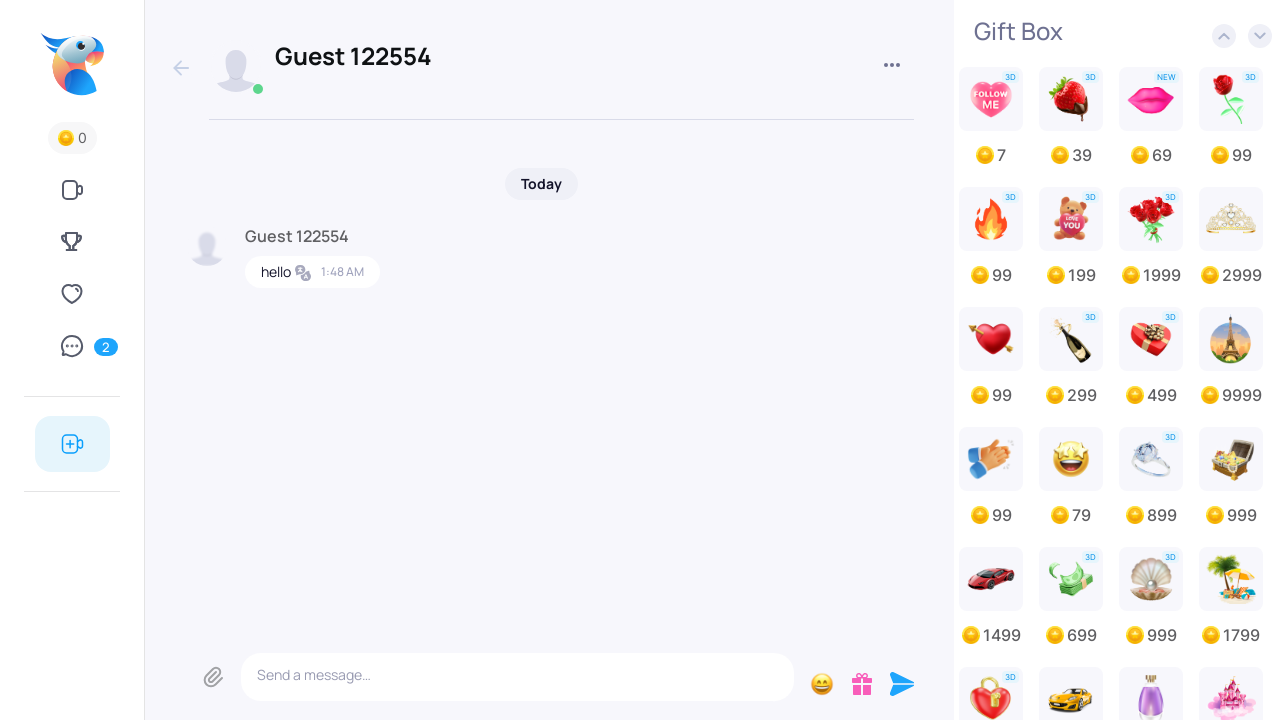 0
2
Guest 122554
Today
Guest 122554
hello 1:48 AM
Send a message...
Gift Box
3D 3D NEW 3D
FOLLOW
ME
7 39 69 99
3D 3D 3D
LOVE
YOU
99 199 1999 2999
3D 3D
99 299 499 9999
3D
99 79 899 999
3D 3D
1499 699 999 1799
3D